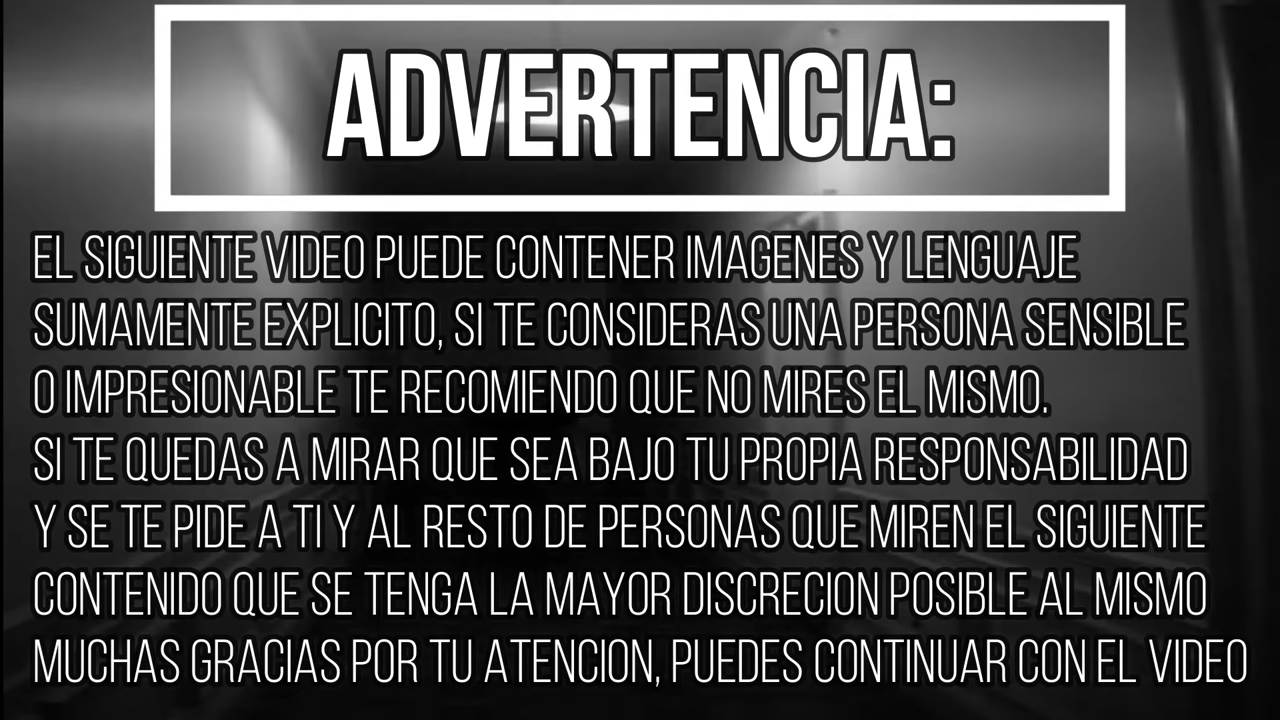 ADVERTENCIA:
EL SIGUIENTE VIDEO PUEDE CONTENER IMAGENES Y LENGUAJE
SUMAMENTE EXPLICITO, SI TE CONSIDERAS UNA PERSONA SENSIBLE
O IMPRESIONABLE TE RECOMIENDO QUE NO MIRES EL MISMO.
SI TE QUEDAS A MIRAR QUE SEA BAJO TU PROPIA RESPONSABILIDAD
Y SE TE PIDE A TI Y AL RESTO DE PERSONAS QUE MIREN EL SIGUIENTE
CONTENIDO QUE SE TENGA LA MAYOR DISCRECION POSIBLE AL MISMO
MUCHAS GRACIAS POR TU ATENCION, PUEDES CONTINUAR CON EL VIDEO